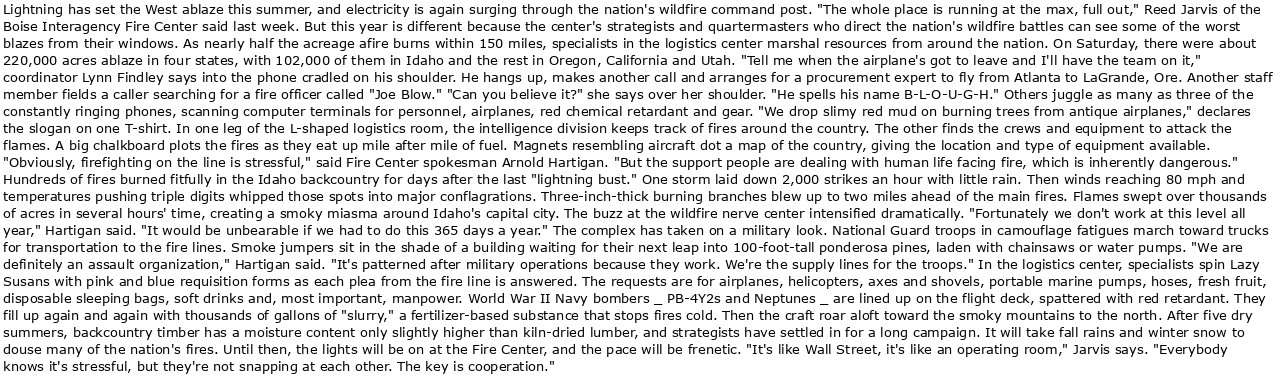 Lightning has set the West ablaze this summer, and electricity is again surging through the nation's wildfire command post. "The whole place is running at the max, full out," Reed Jarvis of the
Boise Interagency Fire Center said last week. But this year is different because the center's strategists and quartermasters who direct the nation's wildfire battles can see some of the worst
blazes from their windows. As nearly half the acreage afire burns within 150 miles, specialists in the logistics center marshal resources from around the nation. On Saturday, there were about
220,000 acres ablaze in four states, with 102,000 of them in Idaho and the rest in Oregon, California and Utah. "Tell me when the airplane's got to leave and I'll have the team on it,"
coordinator Lynn Findley says into the phone cradled on his shoulder. He hangs up, makes another call and arranges for a procurement expert to fly from Atlanta to LaGrande, Ore. Another staff
member fields a caller searching for a fire officer called "Joe Blow." "Can you believe it?" she says over her shoulder. "He spells his name B-L-O-U-G-H." Others juggle as many as three of the
constantly ringing phones, scanning computer terminals for personnel, airplanes, red chemical retardant and gear. "We drop slimy red mud on burning trees from antique airplanes," declares
the slogan on one T-shirt. In one leg of the L-shaped logistics room, the intelligence division keeps track of fires around the country. The other finds the crews and equipment to attack the
flames. A big chalkboard plots the fires as they eat up mile after mile of fuel. Magnets resembling aircraft dot a map of the country, giving the location and type of equipment available.
"Obviously, firefighting on the line is stressful," said Fire Center spokesman Arnold Hartigan. "But the support people are dealing with human life facing fire, which is inherently dangerous."
Hundreds of fires burned fitfully in the Idaho backcountry for days after the last "lightning bust." One storm laid down 2,000 strikes an hour with little rain. Then winds reaching 80 mph and
temperatures pushing triple digits whipped those spots into major conflagrations. Three-inch-thick burning branches blew up to two miles ahead of the main fires. Flames swept over thousands
of acres in several hours' time, creating a smoky miasma around Idaho's capital city. The buzz at the wildfire nerve center intensified dramatically. "Fortunately we don't work at this level all
year," Hartigan said. "It would be unbearable if we had to do this 365 days a year." The complex has taken on a military look. National Guard troops in camouflage fatigues march toward trucks
for transportation to the fire lines. Smoke jumpers sit in the shade of a building waiting for their next leap into 100-foot-tall ponderosa pines, laden with chainsaws or water pumps. "We are
definitely an assault organization," Hartigan said. "It's patterned after military operations because they work. We're the supply lines for the troops." In the logistics center, specialists spin Lazy
Susans with pink and blue requisition forms as each plea from the fire line is answered. The requests are for airplanes, helicopters, axes and shovels, portable marine pumps, hoses, fresh fruit,
disposable sleeping bags, soft drinks and, most important, manpower. World War II Navy bombers _ PB-4Y2s and Neptunes _ are lined up on the flight deck, spattered with red retardant. They
fill up again and again with thousands of gallons of "slurry," a fertilizer-based substance that stops fires cold. Then the craft roar aloft toward the smoky mountains to the north. After five dry
summers, backcountry timber has a moisture content only slightly higher than kiln-dried lumber, and strategists have settled in for a long campaign. It will take fall rains and winter snow to
douse many of the nation's fires. Until then, the lights will be on at the Fire Center, and the pace will be frenetic. "It's like Wall Street, it's like an operating room," Jarvis says. "Everybody
knows it's stressful, but they're not snapping at each other. The key is cooperation."